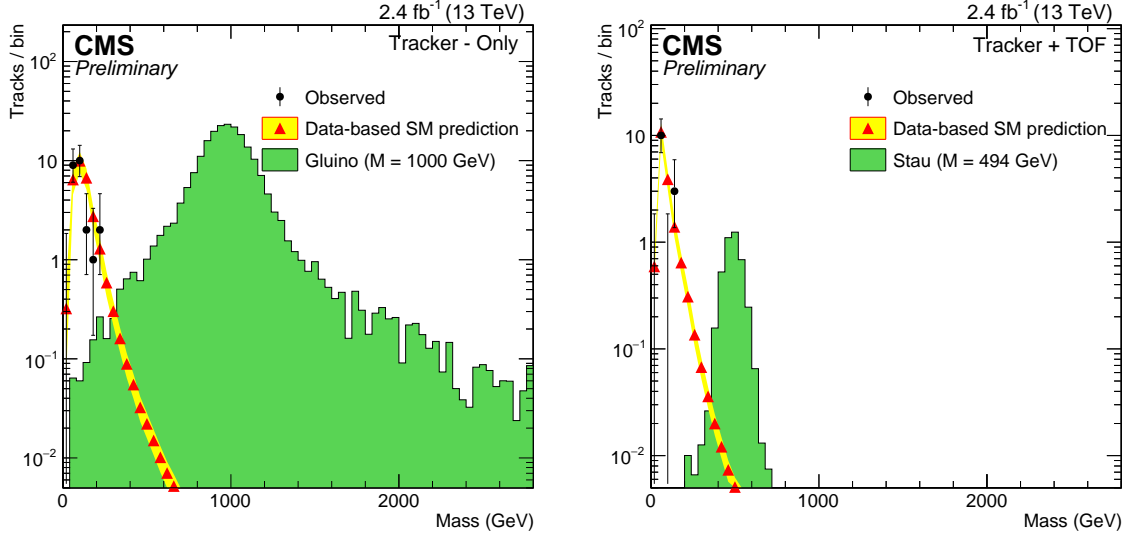 2.4 fb⁻¹ (13 TeV)
CMS
Preliminary
Tracker - Only
Observed
Data-based SM prediction
Gluino (M = 1000 GeV)
Tracks / bin
10²
10
1
10⁻¹
10⁻²
0 1000 2000
Mass (GeV)
2.4 fb⁻¹ (13 TeV)
CMS
Preliminary
Tracker + TOF
Observed
Data-based SM prediction
Stau (M = 494 GeV)
Tracks / bin
10²
10
1
10⁻¹
10⁻²
0 1000 2000
Mass (GeV)